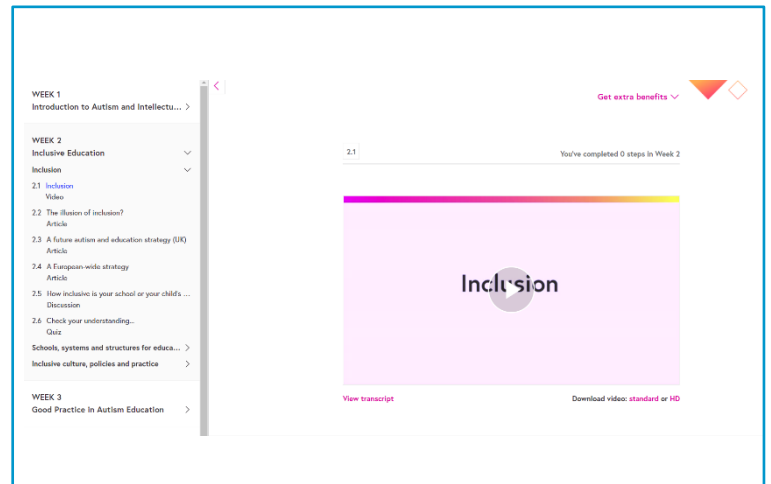 WEEK 1
Introduction to Autism and Intellectu...
WEEK 2
Inclusive Education
Inclusion
2.1 Inclusion
Video
2.2 The illusion of inclusion?
Article
2.3 A future autism and education strategy (UK)
Article
2.4 A European-wide strategy
Article
2.5 How inclusive is your school or your child's ...
Discussion
2.6 Check your understanding...
Quiz
Schools, systems and structures for educa...
Inclusive culture, policies and practice
WEEK 3
Good Practice in Autism Education
Get extra benefits
2.1
You've completed 0 steps in Week 2
Inclusion
View transcript
Download video: standard or HD